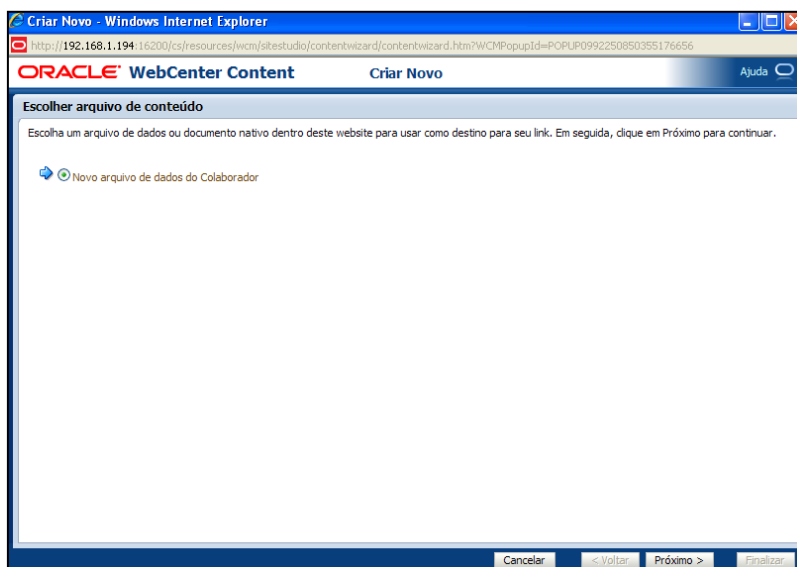 Criar Novo - Windows Internet Explorer
http://192.168.1.194:16200/cs/resources/wcm/sitestudio/contentwizard/contentwizard.htm?WCMPopupId=POPUP0992250850355176656
ORACLE WebCenter Content Criar Novo Ajuda
Escolher arquivo de conteúdo
Escolha um arquivo de dados ou documento nativo dentro deste website para usar como destino para seu link. Em seguida, clique em Próximo para continuar.
Novo arquivo de dados do Colaborador
Cancelar < Voltar Próximo > Finalizar